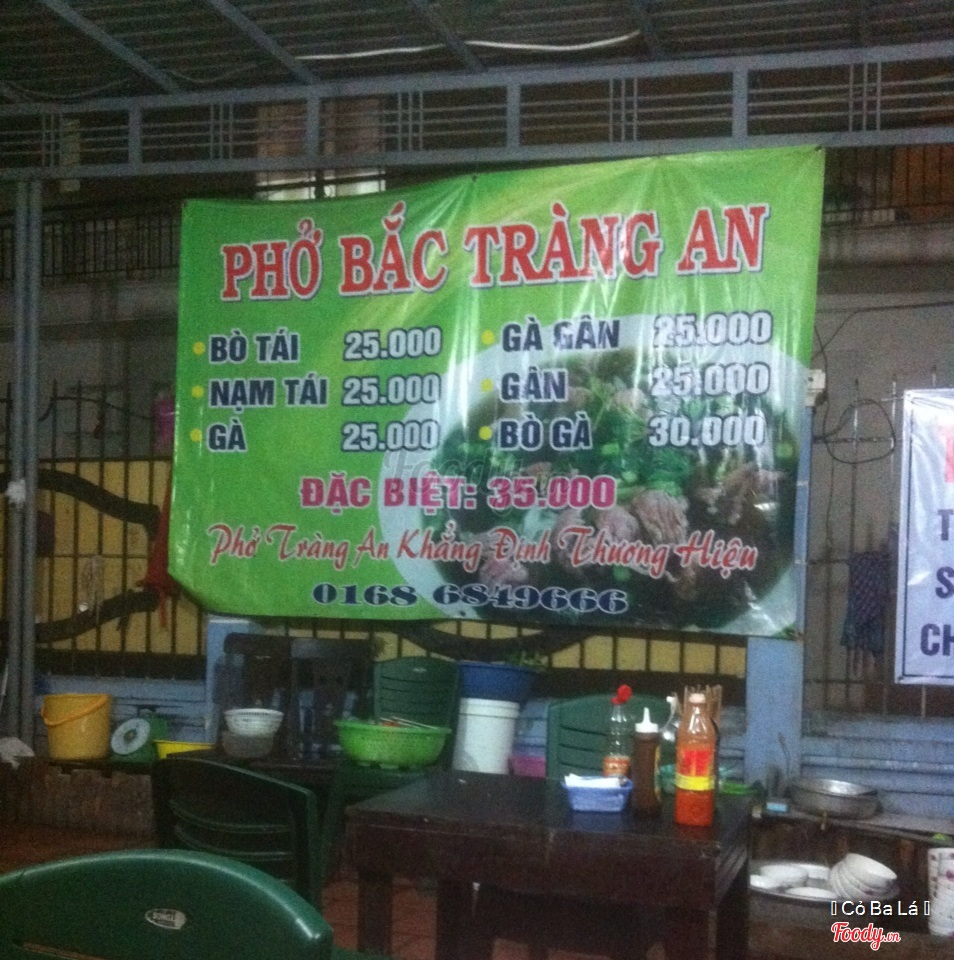 PHỞ BẮC TRÀNG AN
BÒ TÁI 25.000
NẠM TÁI 25.000
GÀ 25.000
GÀ GÂN 25.000
GÂN 25.000
BÒ GÀ 30.000
ĐẶC BIỆT: 35.000
Phở Tràng An Khẳng Định Thương Hiệu
0168 6849666
T
S
CH
Foody
Cỏ Ba Lá
Foody.vn